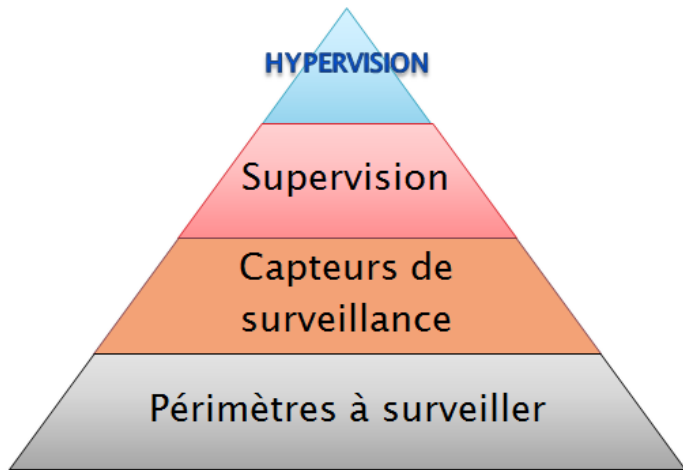 HYPERVISION
Supervision
Capteurs de
surveillance
Périmètres à surveiller